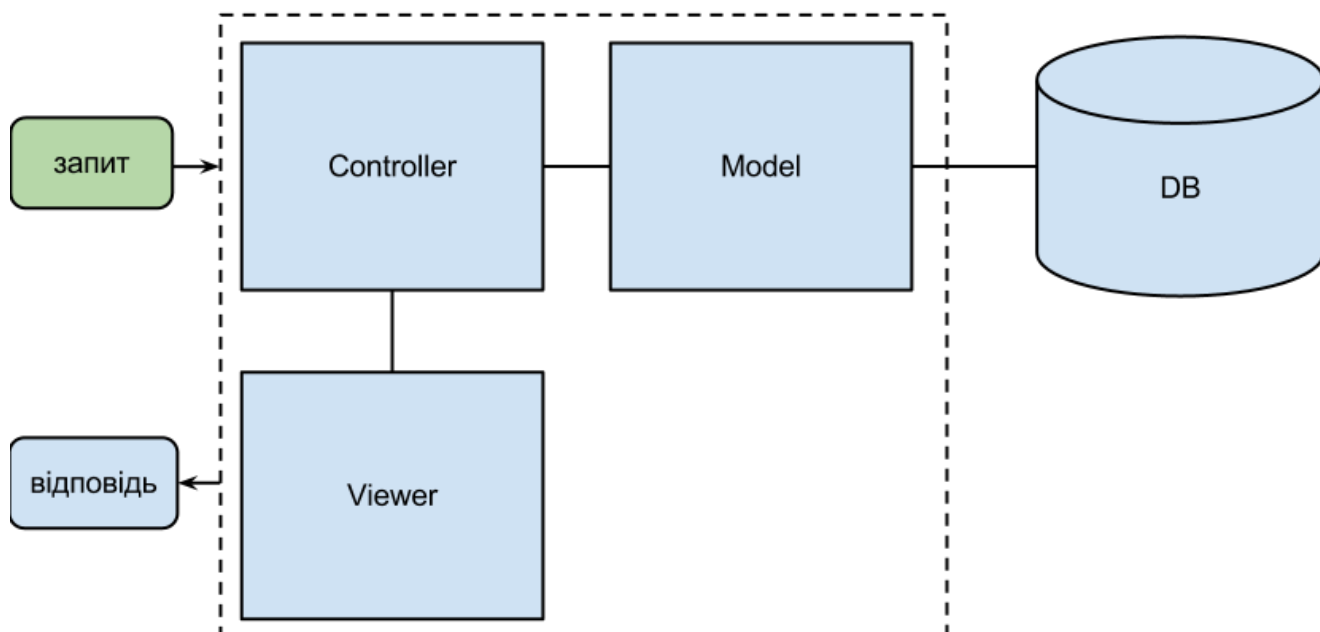 запит
Controller
Model
DB
відповідь
Viewer